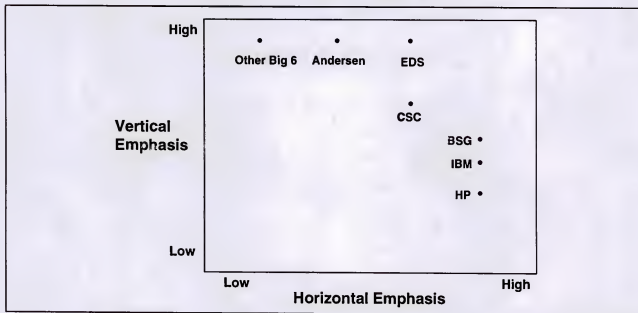 High
Other Big 6 Andersen EDS
CSC
Vertical
Emphasis
BSG
IBM
HP
Low
Low High
Horizontal Emphasis